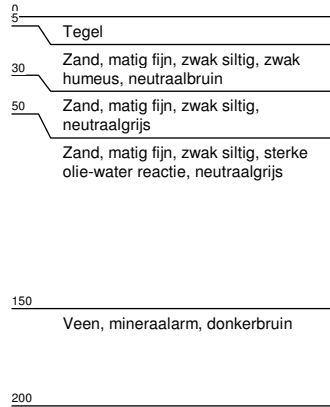 0
5
Tegel
Zand, matig fijn, zwak siltig, zwak
humeus, neutraalbruin
30
Zand, matig fijn, zwak siltig,
neutraalgrijs
50
Zand, matig fijn, zwak siltig, sterke
olie-water reactie, neutraalgrijs
150
Veen, mineraalarm, donkerbruin
200